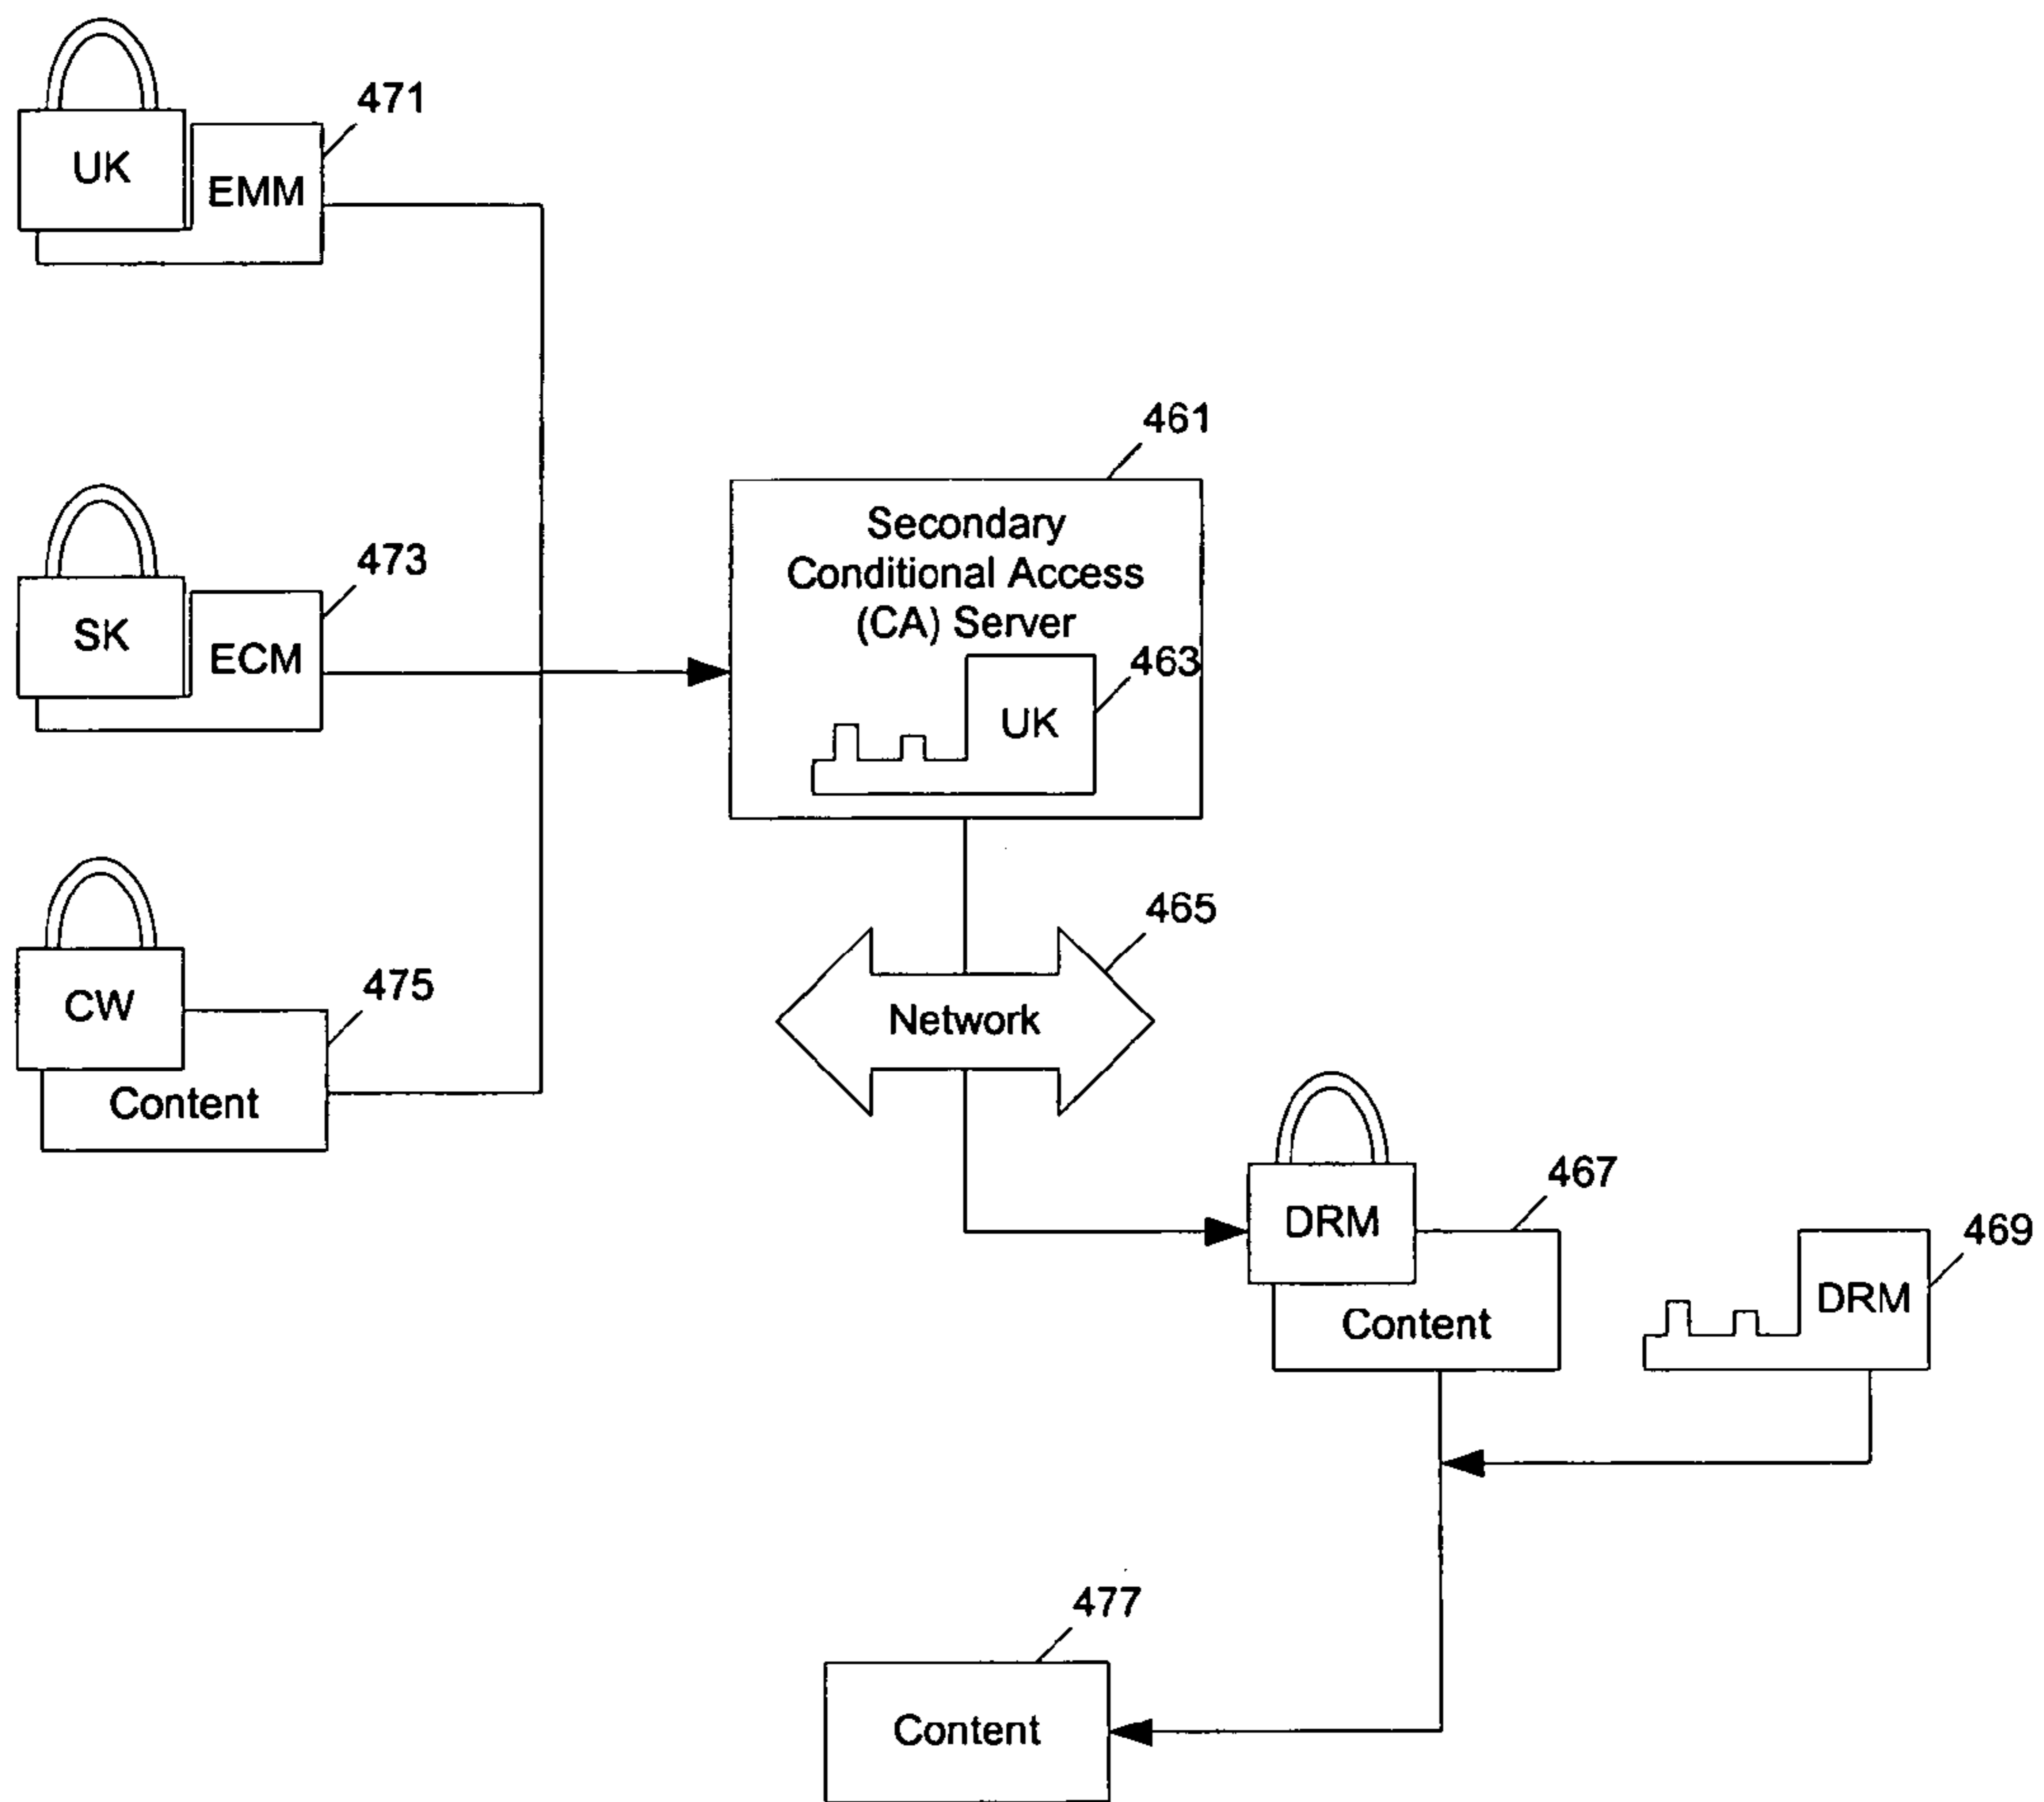 471
UK
EMM
461
473
SK
ECM
Secondary
Conditional Access
(CA) Server
463
UK
465
475
CW
Content
Network
467
469
DRM
Content
DRM
477
Content